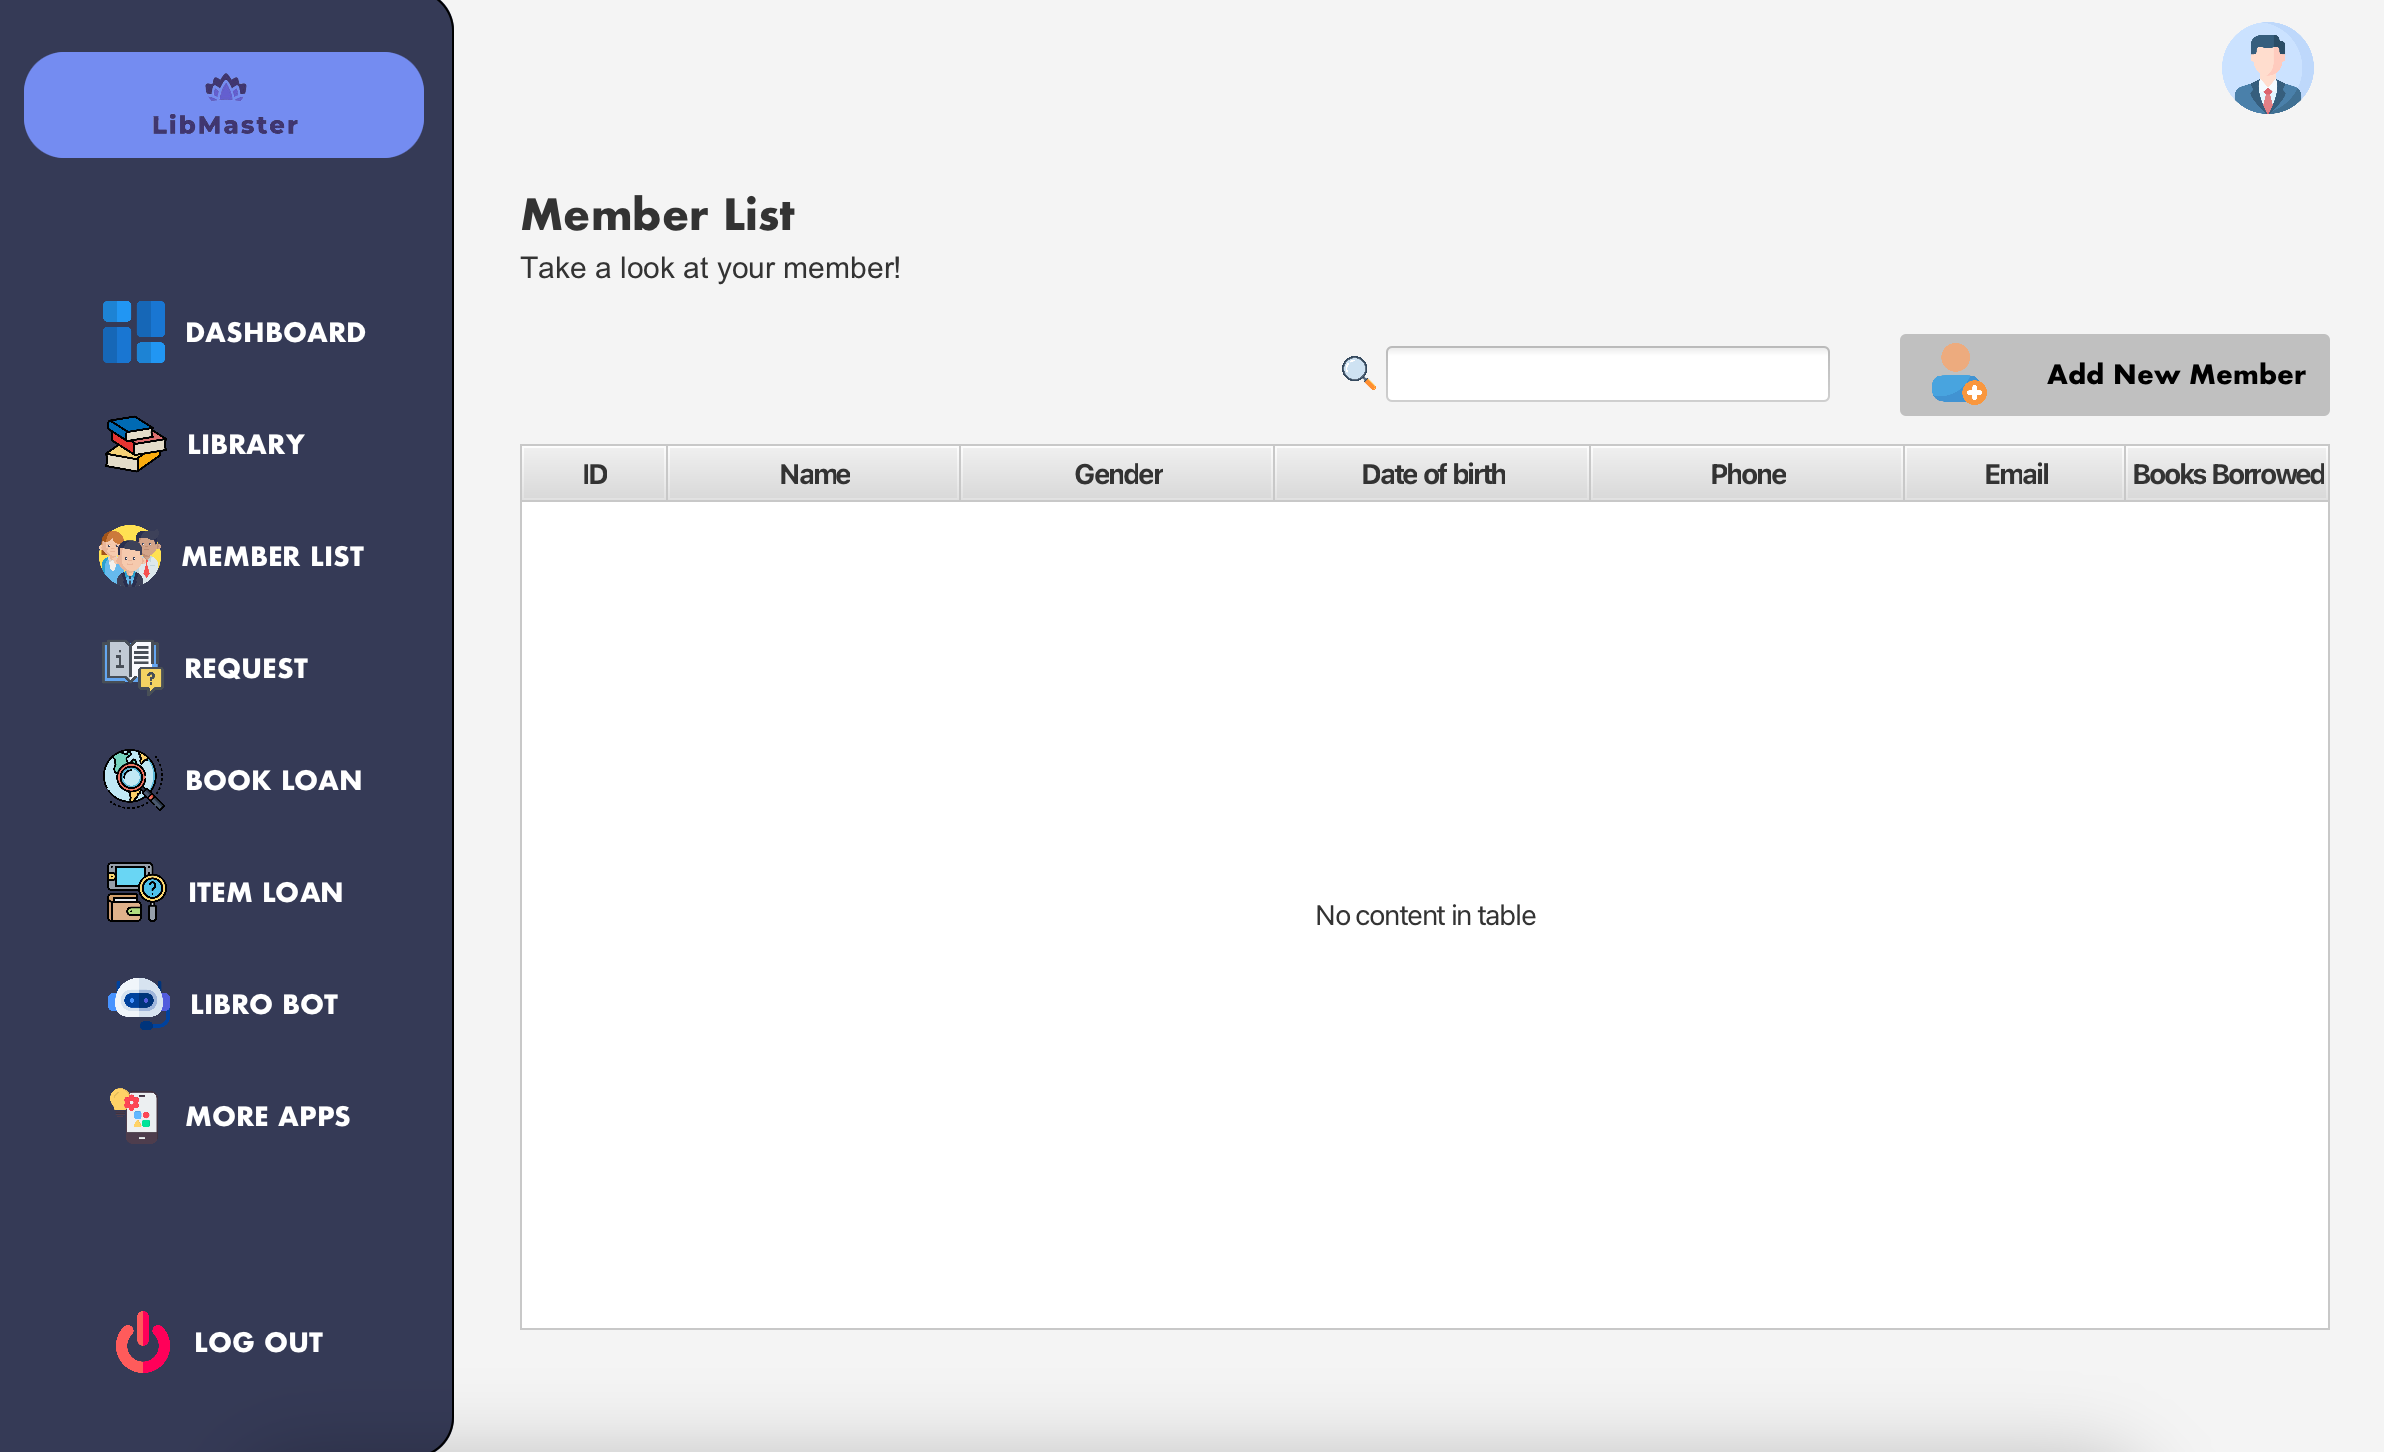 LibMaster
DASHBOARD
LIBRARY
MEMBER LIST
REQUEST
BOOK LOAN
ITEM LOAN
LIBRO BOT
MORE APPS
LOG OUT
Member List
Take a look at your member!
Add New Member
ID Name Gender Date of birth Phone Email Books Borrowed
No content in table